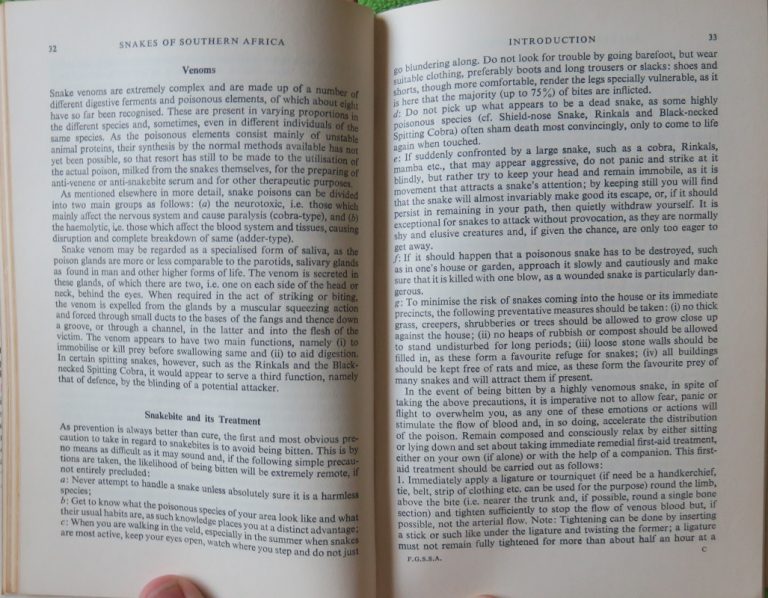 32
SNAKES OF SOUTHERN AFRICA
Venoms
Snake venoms are extremely complex and are made up of a number of
different digestive ferments and poisonous elements, of which about eight
have so far been recognised. These are present in varying proportions in
the different species and, sometimes, even in different individuals of the
same species. As the poisonous elements consist mainly of unstable
animal proteins, their synthesis by the normal methods available has not
yet been possible, so that resort has still to be made to the utilisation of
the actual poison, milked from the snakes themselves, for the preparing of
anti-venene or anti-snakebite serum and for other therapeutic purposes.
As mentioned elsewhere in more detail, snake poisons can be divided
into two main groups as follows: (a) the neurotoxic, i.e. those which
mainly affect the nervous system and cause paralysis (cobra-type), and (b)
the haemolytic, i.e. those which affect the blood system and tissues, causing
disruption and complete breakdown of same (adder-type).
Snake venom may be regarded as a specialised form of saliva, as the
poison glands are more or less comparable to the parotids, salivary glands
as found in man and other higher forms of life. The venom is secreted in
these glands, of which there are two, i.e. one on each side of the head or
neck, behind the eyes. When required in the act of striking or biting,
the venom is expelled from the glands by a muscular squeezing action
and forced through small ducts to the bases of the fangs and thence down
a groove, or through a channel, in the latter and into the flesh of the
victim. The venom appears to have two main functions, namely (i) to
immobilise or kill prey before swallowing same and (ii) to aid digestion.
In certain spitting snakes, however, such as the Rinkals and the Black-
necked Spitting Cobra, it would appear to serve a third function, namely
that of defence, by the blinding of a potential attacker.
Snakebite and its Treatment
As prevention is always better than cure, the first and most obvious pre-
caution to take in regard to snakebites is to avoid being bitten. This is by
no means as difficult as it may sound and, if the following simple precau-
tions are taken, the likelihood of being bitten will be extremely remote, if
not entirely precluded:
a: Never attempt to handle a snake unless absolutely sure it is a harmless
species;
b: Get to know what the poisonous species of your area look like and what
their usual habits are, as such knowledge places you at a distinct advantage;
c: When you are walking in the veld, especially in the summer when snakes
are most active, keep your eyes open, watch where you step and do not just
INTRODUCTION
33
go blundering along. Do not look for trouble by going barefoot, but wear
suitable clothing, preferably boots and long trousers or slacks: shoes and
shorts, though more comfortable, render the legs specially vulnerable, as it
is here that the majority (up to 75%) of bites are inflicted.
d: Do not pick up what appears to be a dead snake, as some highly
poisonous species (cf. Shield-nose Snake, Rinkals and Black-necked
Spitting Cobra) often sham death most convincingly, only to come to life
again when touched.
e: If suddenly confronted by a large snake, such as a cobra, Rinkals,
mamba etc., that may appear aggressive, do not panic and strike at it
blindly, but rather try to keep your head and remain immobile, as it is
movement that attracts a snake's attention; by keeping still you will find
that the snake will almost invariably make good its escape, or, if it should
persist in remaining in your path, then quietly withdraw yourself. It is
exceptional for snakes to attack without provocation, as they are normally
shy and elusive creatures and, if given the chance, are only too eager to
get away.
f: If it should happen that a poisonous snake has to be destroyed, such
as in one's house or garden, approach it slowly and cautiously and make
sure that it is killed with one blow, as a wounded snake is particularly dan-
gerous.
g: To minimise the risk of snakes coming into the house or its immediate
precincts, the following preventative measures should be taken: (i) no thick
grass, creepers, shrubberies or trees should be allowed to grow close up
against the house; (ii) no heaps of rubbish or compost should be allowed
to stand undisturbed for long periods; (iii) loose stone walls should be
filled in, as these form a favourite refuge for snakes; (iv) all buildings
should be kept free of rats and mice, as these form the favourite prey of
many snakes and will attract them if present.
In the event of being bitten by a highly venomous snake, in spite of
taking the above precautions, it is imperative not to allow fear, panic or
flight to overwhelm you, as any one of these emotions or actions will
stimulate the flow of blood and, in so doing, accelerate the distribution
of the poison. Remain composed and consciously relax by either sitting
or lying down and set about taking immediate remedial first-aid treatment,
either on your own (if alone) or with the help of a companion. This first-
aid treatment should be carried out as follows:
1. Immediately apply a ligature or tourniquet (if need be a handkerchief,
tie, belt, strip of clothing etc. can be used for the purpose) round the limb,
above the bite (i.e. nearer the trunk and, if possible, round a single bone
section) and tighten sufficiently to stop the flow of venous blood but, if
possible, not the arterial flow. Note: Tightening can be done by inserting
a stick or such like under the ligature and twisting the former; a ligature
must not remain fully tightened for more than about half an hour at a
F.G.S.S.A.
C